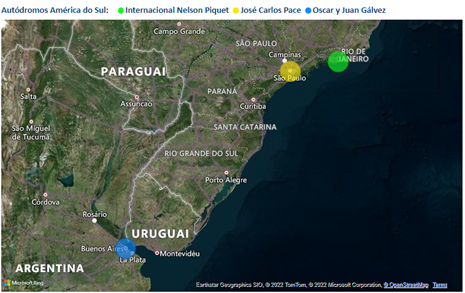 Autódromos América do Sul: Internacional Nelson Piquet José Carlos Pace Oscar y Juan Gálvez
Campo Grande
SÃO PAULO
RIO DE
JANEIRO
Campinas
PARAGUAI
São Paulo
Salta
Assunção
PARANÁ
Curitiba
São Miguel
de Tucumã
SANTA CATARINA
RIO GRANDE DO SUL
Porto Alegre
Córdova
Rosário
URUGUAI
Buenos Aires
La Plata
Montevidéu
ARGENTINA
Microsoft Bing
Earthstar Geographics SIO, © 2022 TomTom, © 2022 Microsoft Corporation, © OpenStreetMap Terms